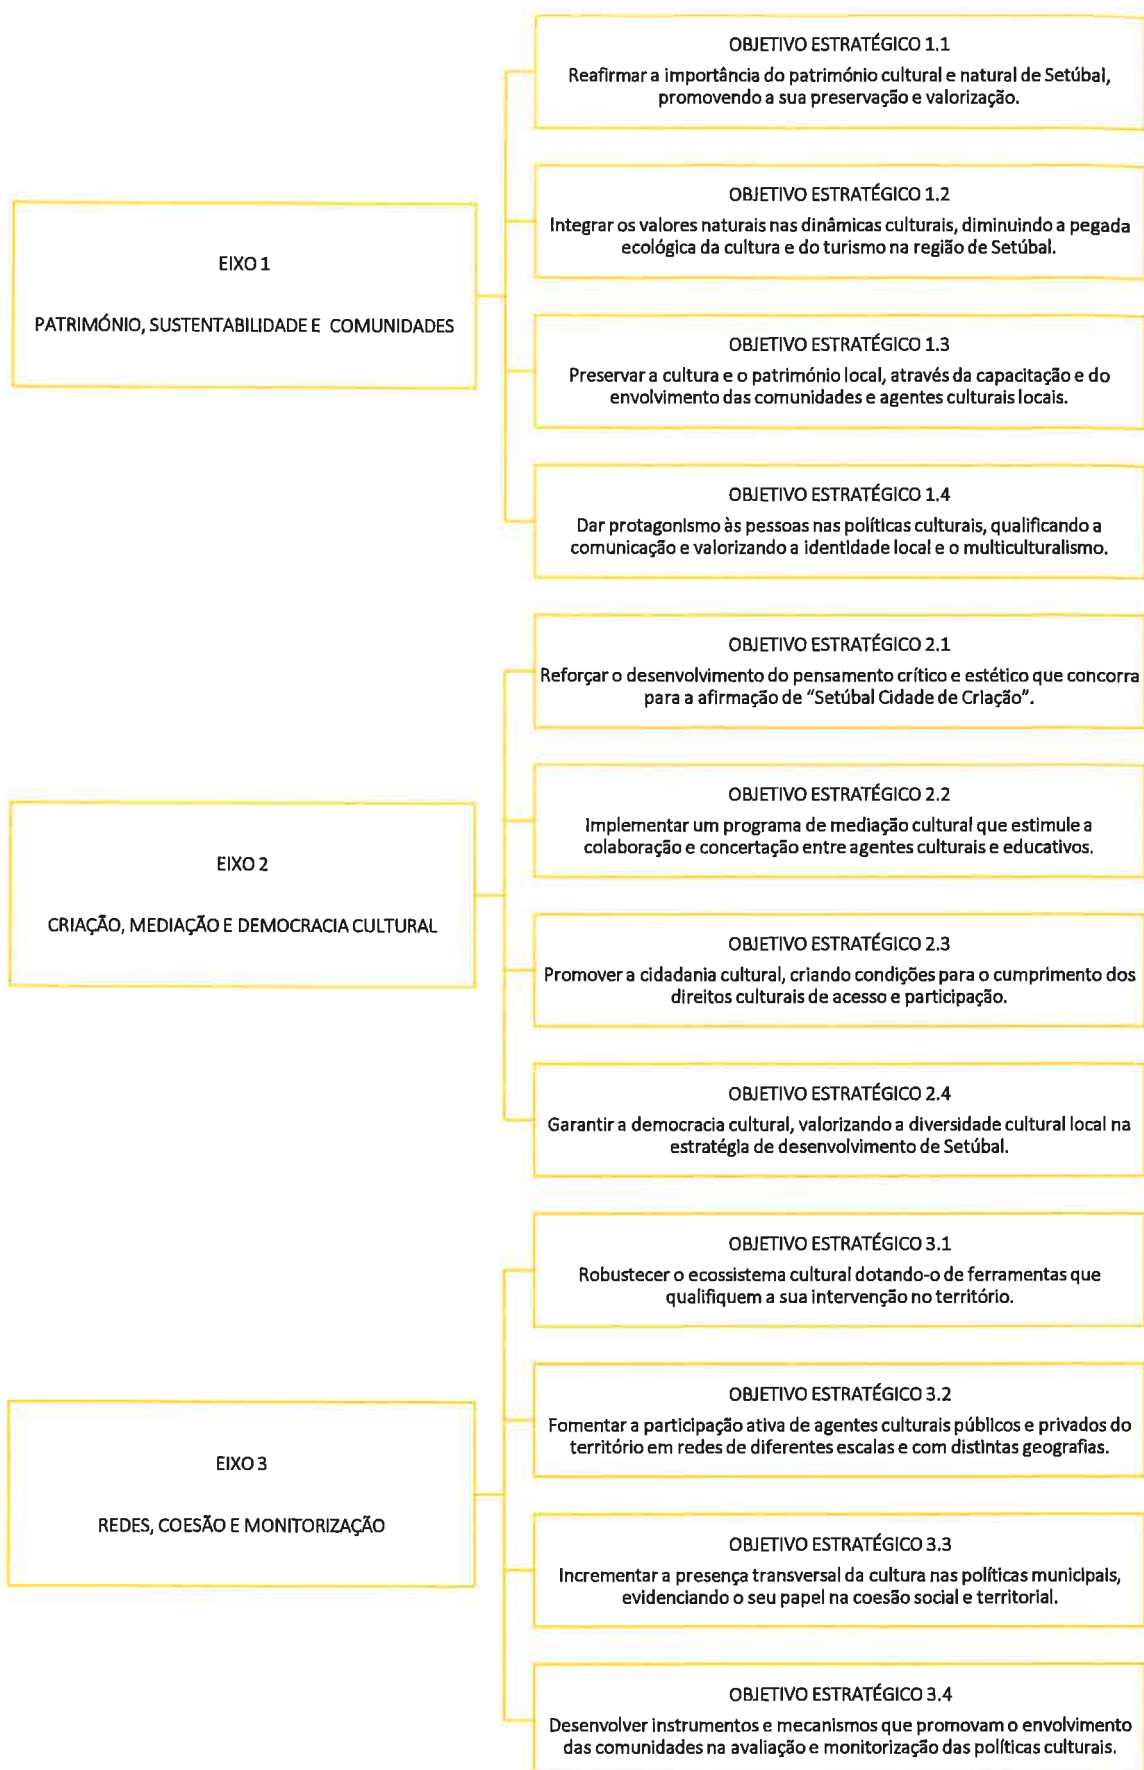 OBJETIVO ESTRATÉGICO 1.1
Reafirmar a importância do património cultural e natural de Setúbal,
promovendo a sua preservação e valorização.
OBJETIVO ESTRATÉGICO 1.2
Integrar os valores naturais nas dinâmicas culturais, diminuindo a pegada
ecológica da cultura e do turismo na região de Setúbal.
EIXO 1
PATRIMÓNIO, SUSTENTABILIDADE E COMUNIDADES
OBJETIVO ESTRATÉGICO 1.3
Preservar a cultura e o património local, através da capacitação e do
envolvimento das comunidades e agentes culturais locais.
OBJETIVO ESTRATÉGICO 1.4
Dar protagonismo às pessoas nas políticas culturais, qualificando a
comunicação e valorizando a identidade local e o multiculturalismo.
OBJETIVO ESTRATÉGICO 2.1
Reforçar o desenvolvimento do pensamento crítico e estético que concorra
para a afirmação de “Setúbal Cidade de Criação”.
OBJETIVO ESTRATÉGICO 2.2
Implementar um programa de mediação cultural que estimule a
colaboração e concertação entre agentes culturais e educativos.
EIXO 2
CRIAÇÃO, MEDIAÇÃO E DEMOCRACIA CULTURAL
OBJETIVO ESTRATÉGICO 2.3
Promover a cidadania cultural, criando condições para o cumprimento dos
direitos culturais de acesso e participação.
OBJETIVO ESTRATÉGICO 2.4
Garantir a democracia cultural, valorizando a diversidade cultural local na
estratégia de desenvolvimento de Setúbal.
OBJETIVO ESTRATÉGICO 3.1
Robustecer o ecossistema cultural dotando-o de ferramentas que
qualifiquem a sua intervenção no território.
OBJETIVO ESTRATÉGICO 3.2
Fomentar a participação ativa de agentes culturais públicos e privados do
território em redes de diferentes escalas e com distintas geografias.
EIXO 3
REDES, COESÃO E MONITORIZAÇÃO
OBJETIVO ESTRATÉGICO 3.3
Incrementar a presença transversal da cultura nas políticas municipais,
evidenciando o seu papel na coesão social e territorial.
OBJETIVO ESTRATÉGICO 3.4
Desenvolver instrumentos e mecanismos que promovam o envolvimento
das comunidades na avaliação e monitorização das políticas culturais.